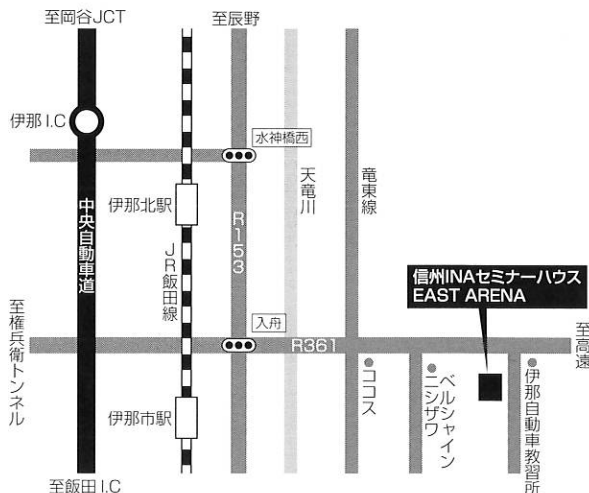 至岡谷JCT
至辰野
伊那 I.C
水神橋西
中央自動車道
伊那北駅
JR飯田線
R153
天竜川
竜東線
信州INAセミナーハウス
EAST ARENA
至権兵衛トンネル
入舟
R361
至高遠
ココス
ベルシャイン
ニシザワ
伊那自動車教習所
伊那市駅
至飯田 I.C